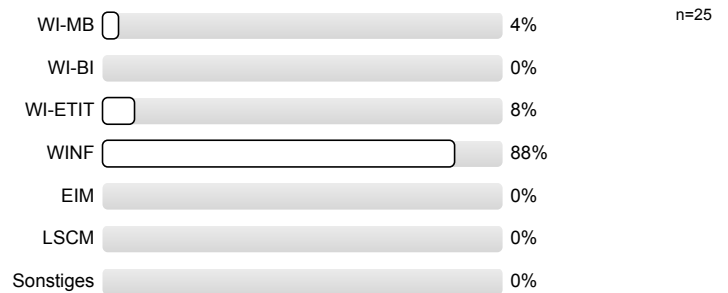 n=25
WI-MB 4%
WI-BI 0%
WI-ETIT 8%
WINF 88%
EIM 0%
LSCM 0%
Sonstiges 0%